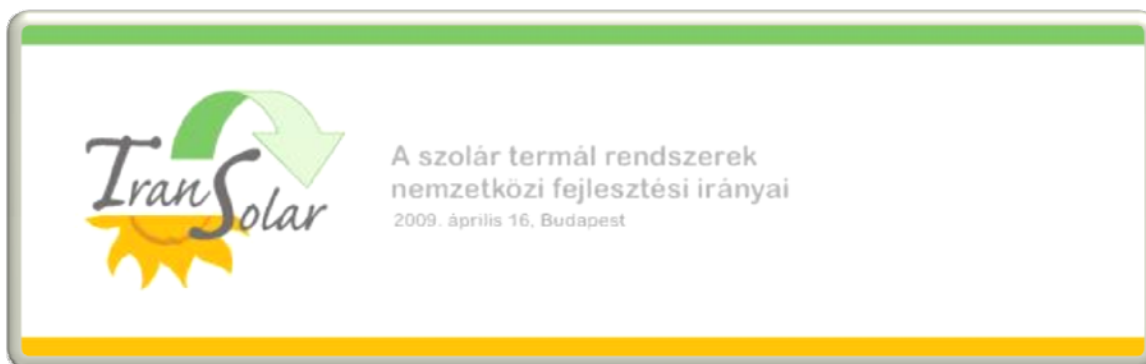 TranSolar
A szolár termál rendszerek
nemzetközi fejlesztési irányai
2009. április 16, Budapest